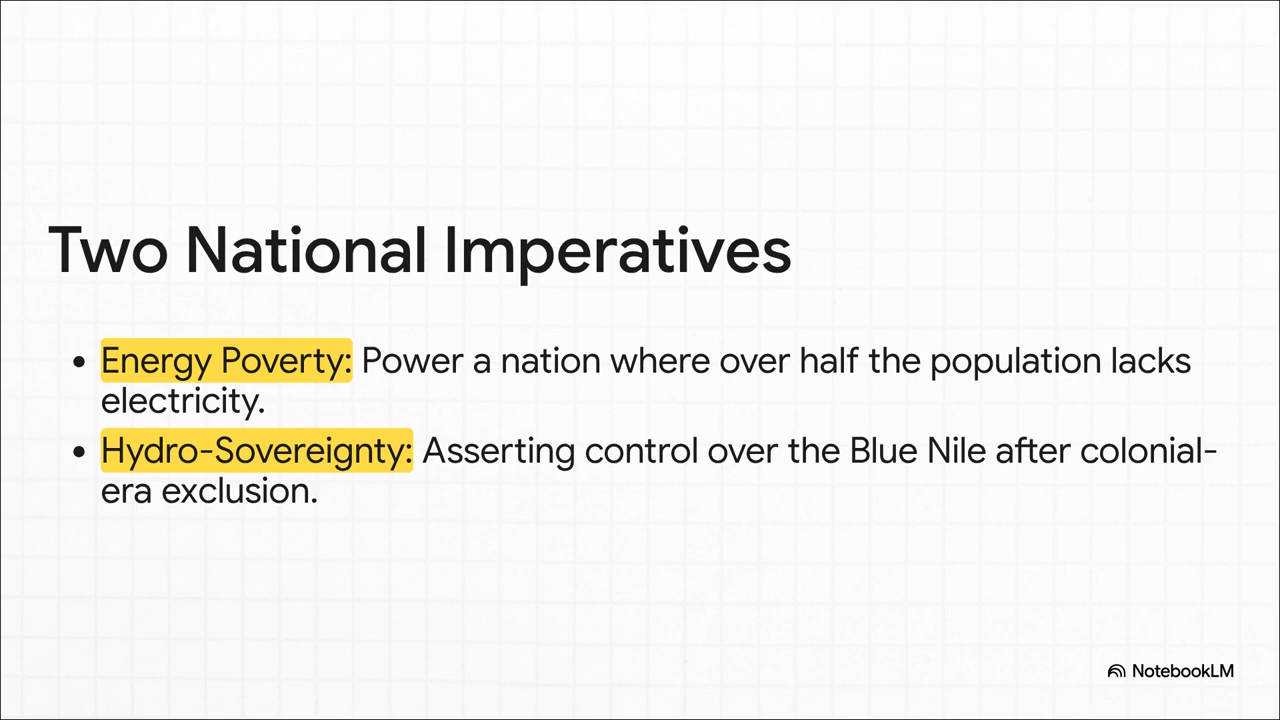 Two National Imperatives
• Energy Poverty: Power a nation where over half the population lacks
electricity.
• Hydro-Sovereignty: Asserting control over the Blue Nile after colonial-
era exclusion.
NotebookLM